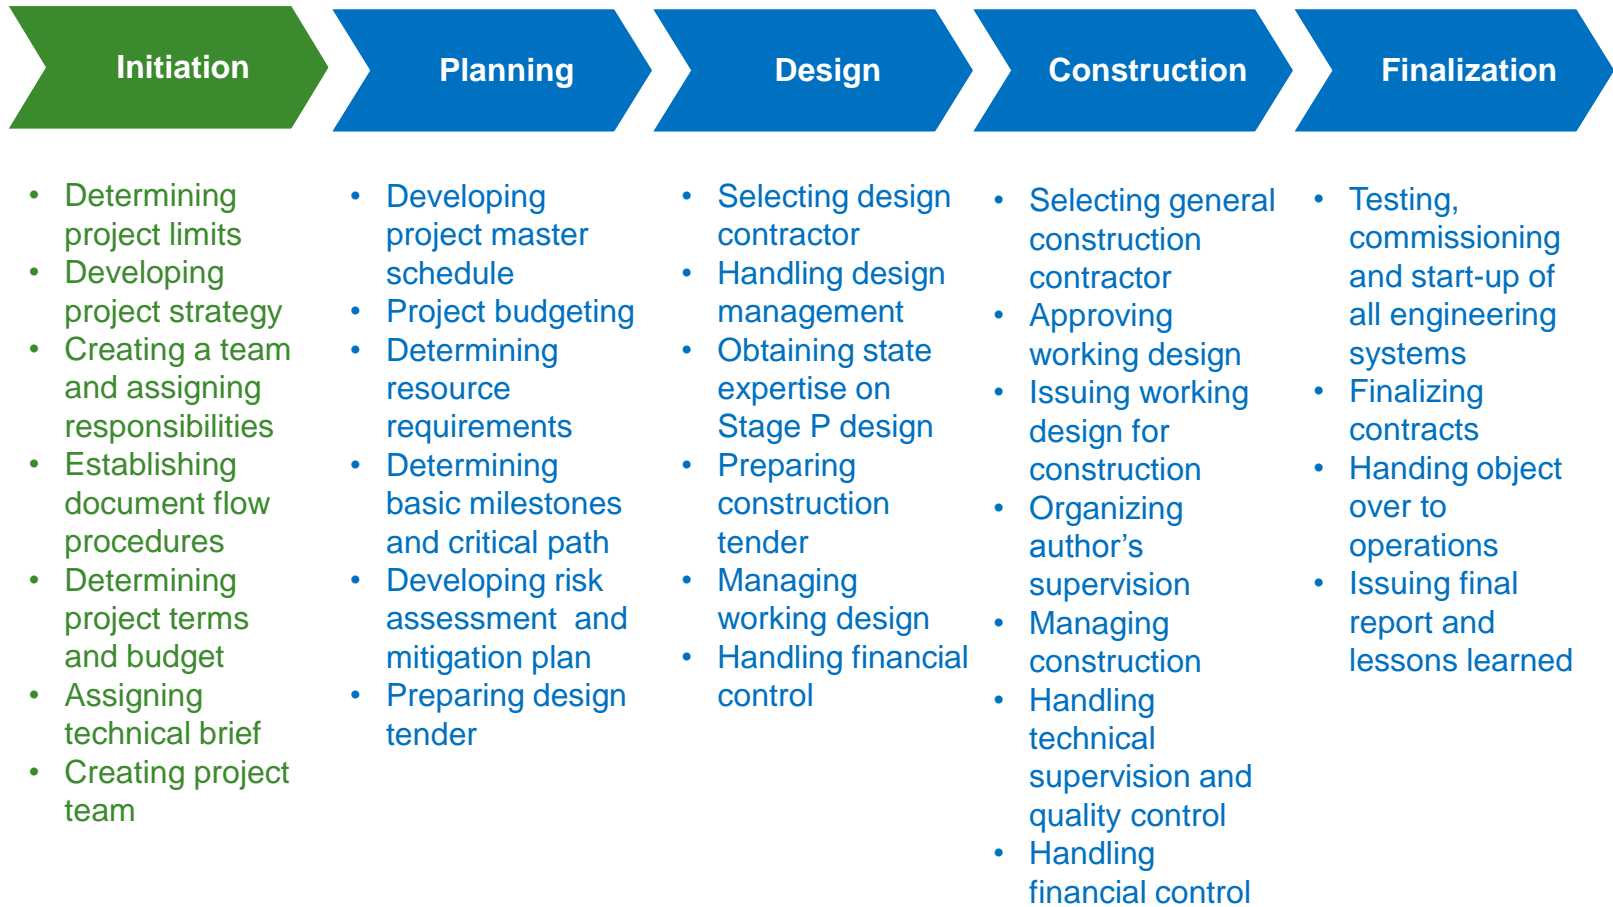 Initiation
Planning
Design
Construction
Finalization
• Determining
project limits
• Developing
project strategy
• Creating a team
and assigning
responsibilities
• Establishing
document flow
procedures
• Determining
project terms
and budget
• Assigning
technical brief
• Creating project
team
• Developing
project master
schedule
• Project budgeting
• Determining
resource
requirements
• Determining
basic milestones
and critical path
• Developing risk
assessment  and
mitigation plan
• Preparing design
tender
• Selecting design
contractor
• Handling design
management
• Obtaining state
expertise on
Stage P design
• Preparing
construction
tender
• Managing
working design
• Handling financial
control
• Selecting general
construction
contractor
• Approving
working design
• Issuing working
design for
construction
• Organizing
author’s
supervision
• Managing
construction
• Handling
technical
supervision and
quality control
• Handling
financial control
• Testing,
commissioning
and start-up of
all engineering
systems
• Finalizing
contracts
• Handing object
over to
operations
• Issuing final
report and
lessons learned